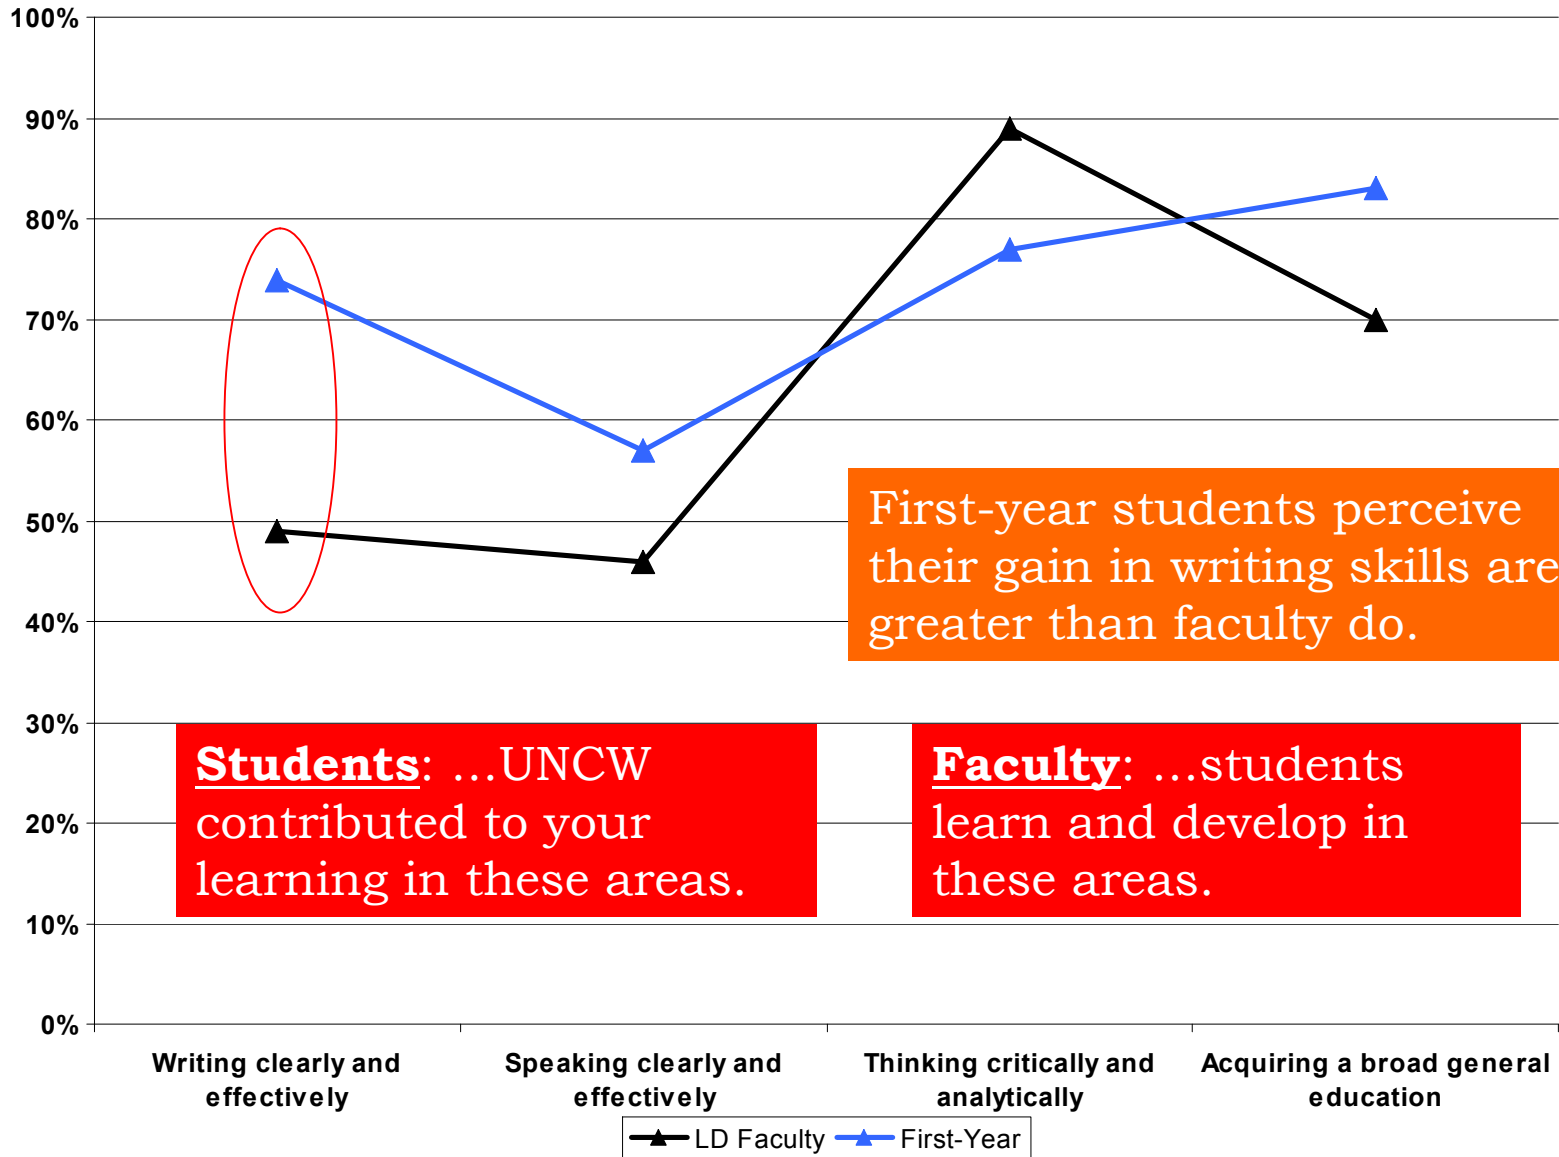 100%
90%
80%
70%
60%
50%
40%
30%
20%
10%
0%
First-year students perceive
their gain in writing skills are
greater than faculty do.
Students: ...UNCW
contributed to your
learning in these areas.
Faculty: ...students
learn and develop in
these areas.
Writing clearly and
effectively
Speaking clearly and
effectively
Thinking critically and
analytically
Acquiring a broad general
education
LD Faculty
First-Year